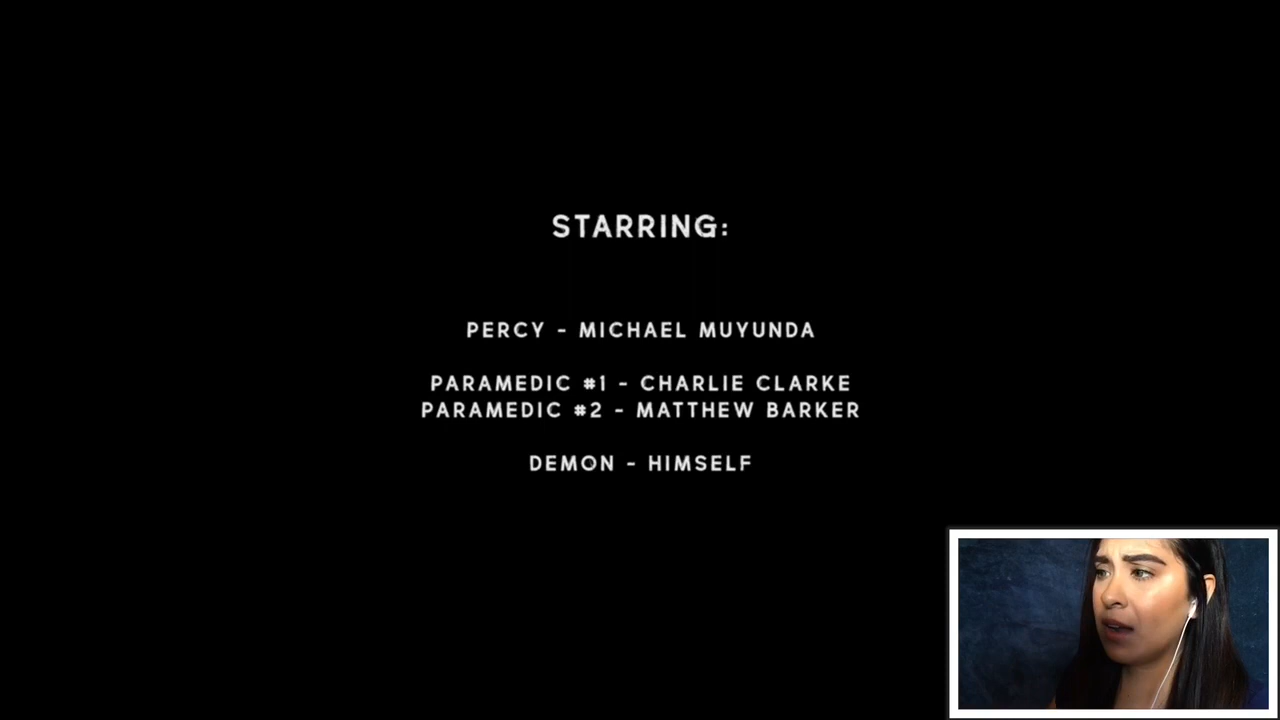 STARRING:
PERCY - MICHAEL MUYUNDA
PARAMEDIC #1 - CHARLIE CLARKE
PARAMEDIC #2 - MATTHEW BARKER
DEMON - HIMSELF